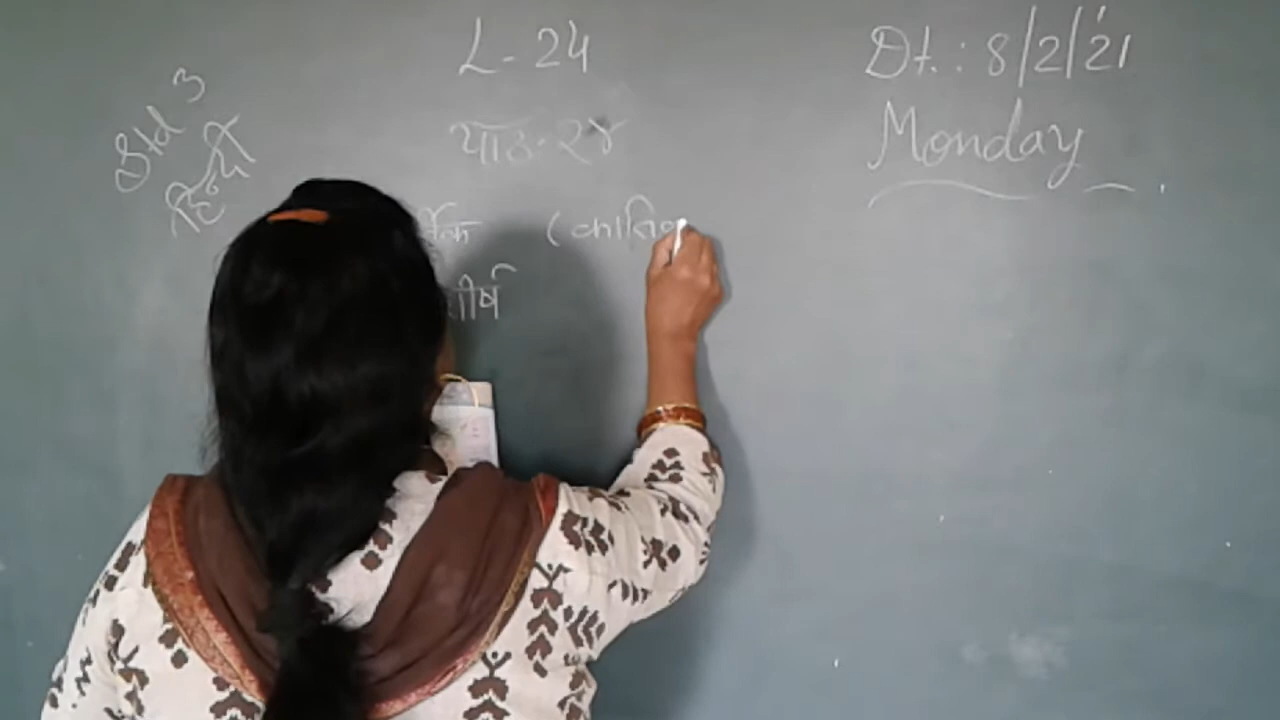 Std 3
हिन्दी
L - 24
पाठ - २४
Dt. : 8/2/'21
Monday
(काति